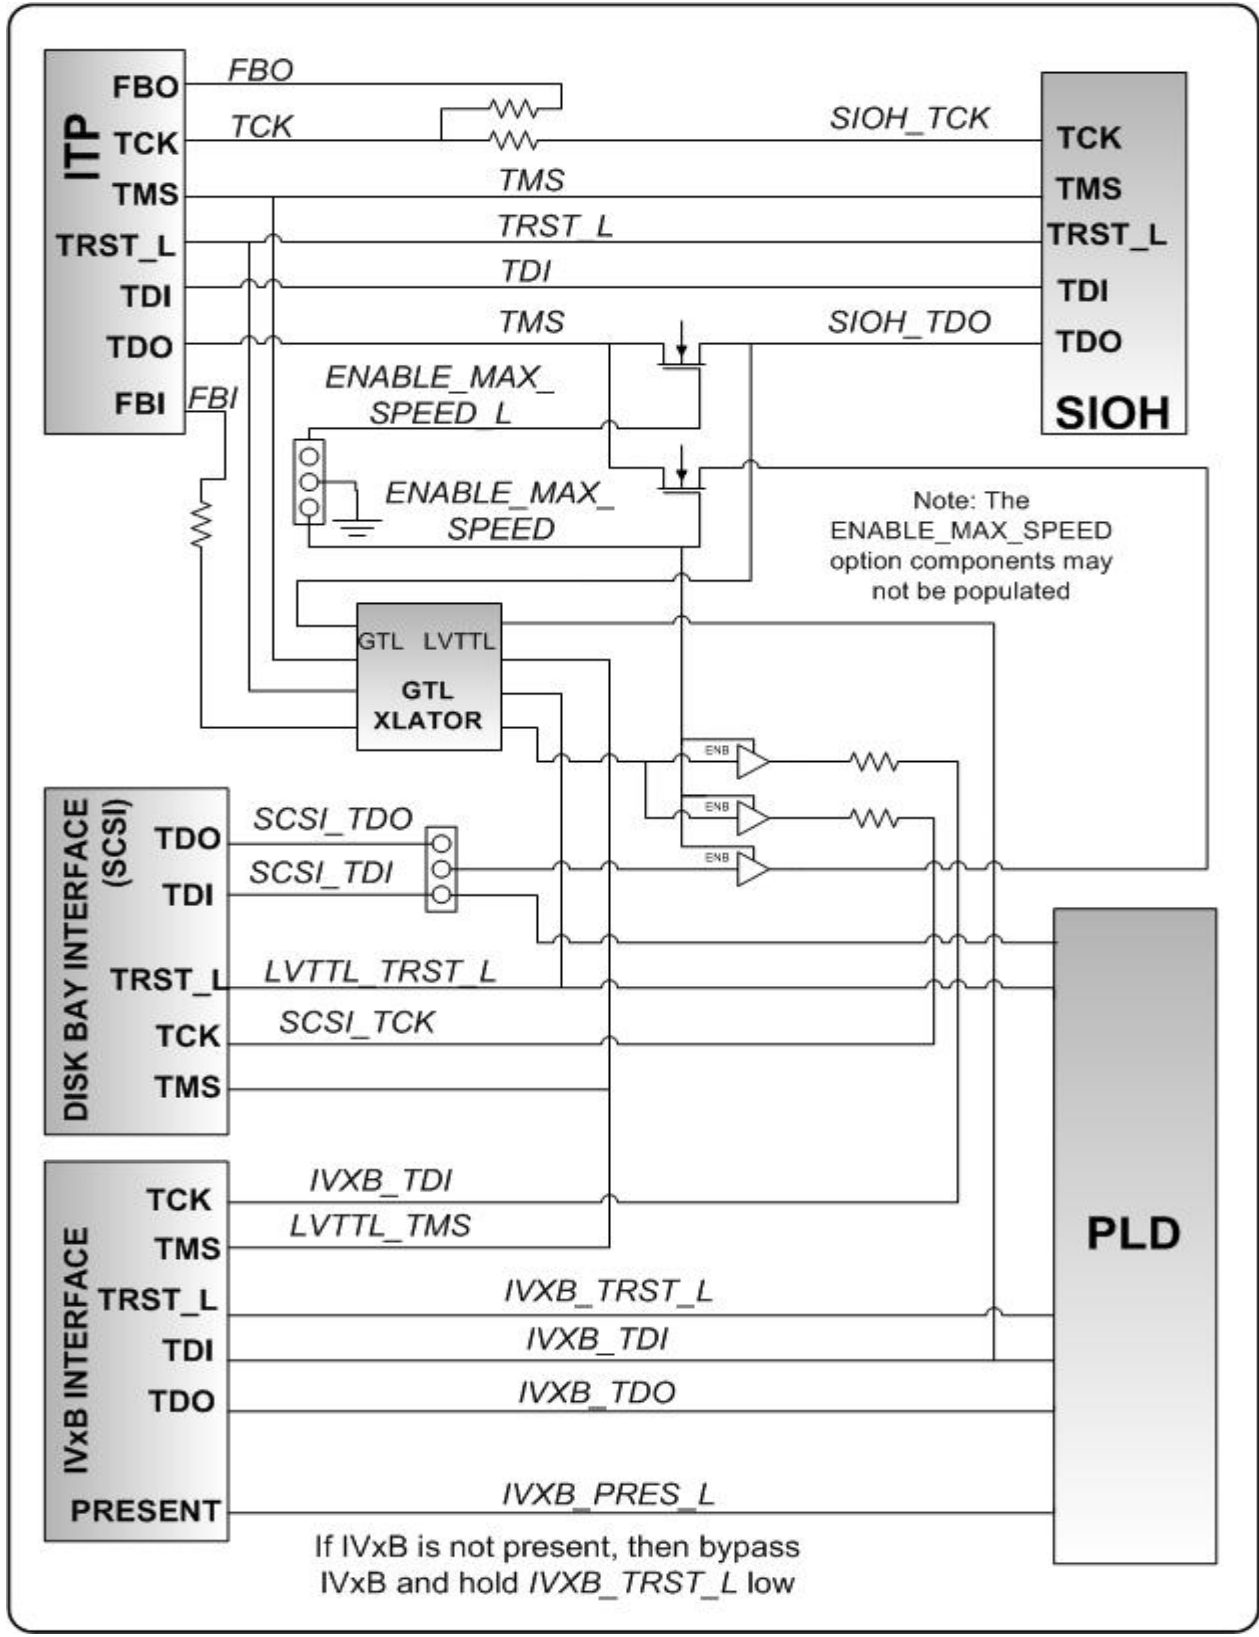 ITP
FBO
TCK
TMS
TRST_L
TDI
TDO
FBI
FBO
TCK
TMS
TRST_L
TDI
TMS
FBI
SIOH_TCK
SIOH_TDO
TCK
TMS
TRST_L
TDI
TDO
SIOH
ENABLE_MAX_
SPEED_L
ENABLE_MAX_
SPEED
Note: The
ENABLE_MAX_SPEED
option components may
not be populated
GTL LVTTL
GTL
XLATOR
ENB
ENB
ENB
DISK BAY INTERFACE
(SCSI)
TDO
TDI
TRST_L
TCK
TMS
SCSI_TDO
SCSI_TDI
LVTTL_TRST_L
SCSI_TCK
IVxB INTERFACE
TCK
TMS
TRST_L
TDI
TDO
PRESENT
IVXB_TDI
LVTTL_TMS
IVXB_TRST_L
IVXB_TDI
IVXB_TDO
IVXB_PRES_L
PLD
If IVxB is not present, then bypass
IVxB and hold IVXB_TRST_L low